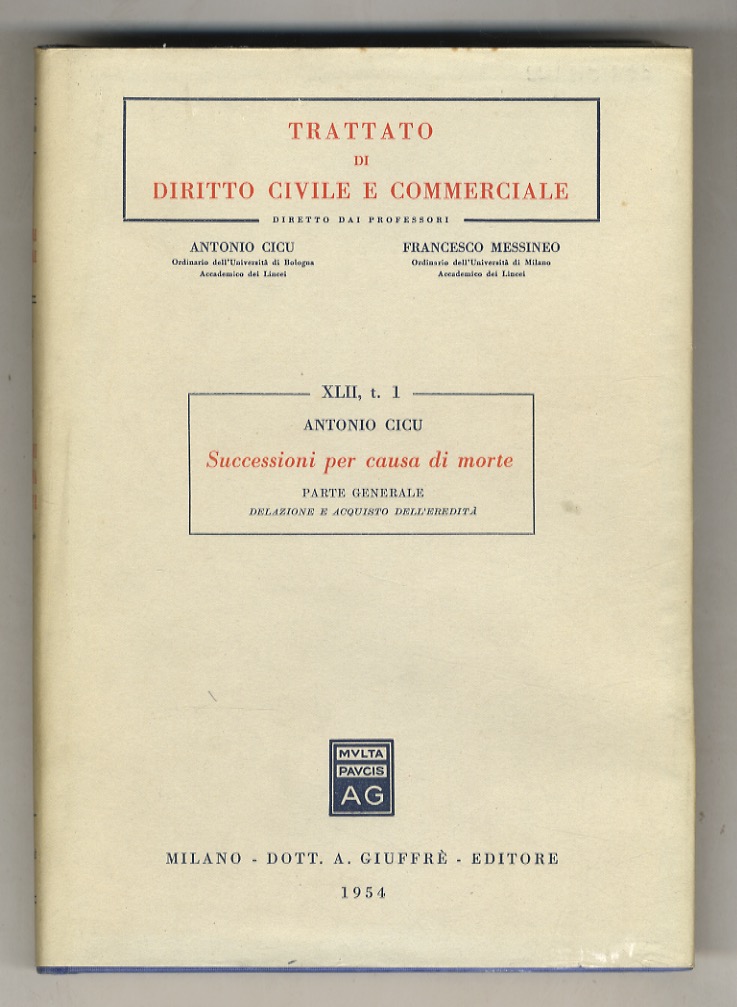 TRATTATO
DI
DIRITTO CIVILE E COMMERCIALE
DIRETTO DAI PROFESSORI
ANTONIO CICU
Ordinario dell'Università di Bologna
Accademico dei Lincei
FRANCESCO MESSINEO
Ordinario dell'Università di Milano
Accademico dei Lincei
XLII, t. 1
ANTONIO CICU
Successioni per causa di morte
PARTE GENERALE
DELAZIONE E ACQUISTO DELL'EREDITÀ
MVLTA
PAVCIS
AG
MILANO - DOTT. A. GIUFFRÈ - EDITORE
1954